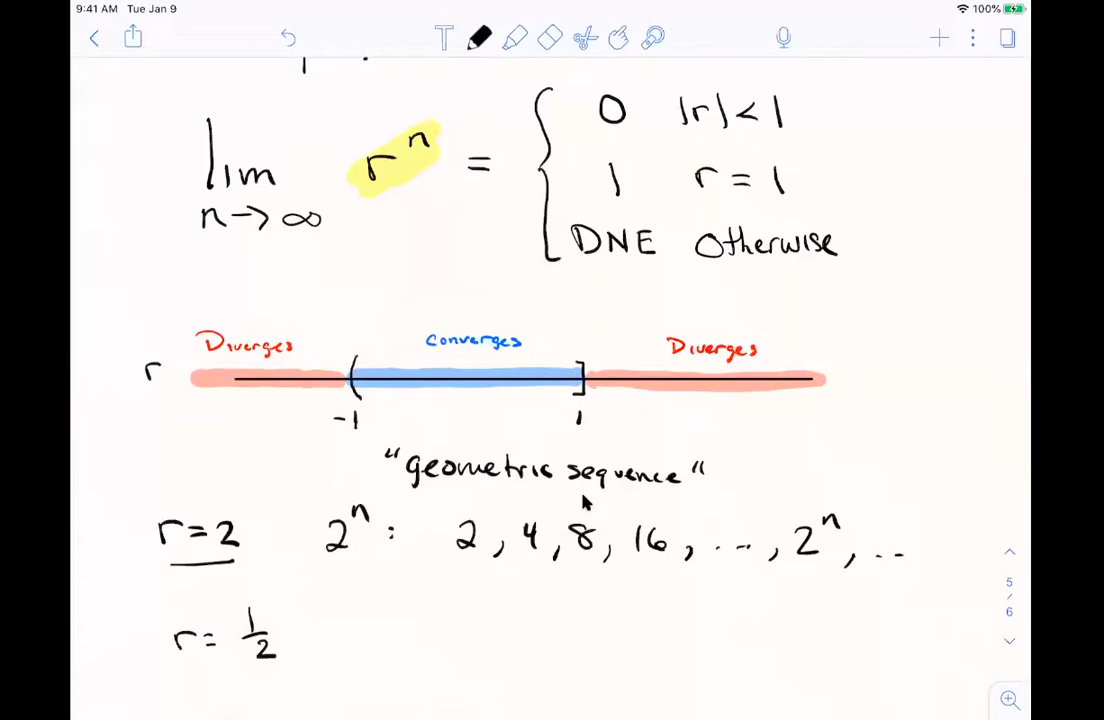 9:41 AM Tue Jan 9
100%
T
lim n→∞ r^n = { 0 |r| < 1
1 r = 1
DNE Otherwise
Diverges Converges Diverges
r
-1 1
"geometric sequence"
r=2 2^n : 2, 4, 8, 16, ..., 2^n, ...
r= 1/2
5
/
6